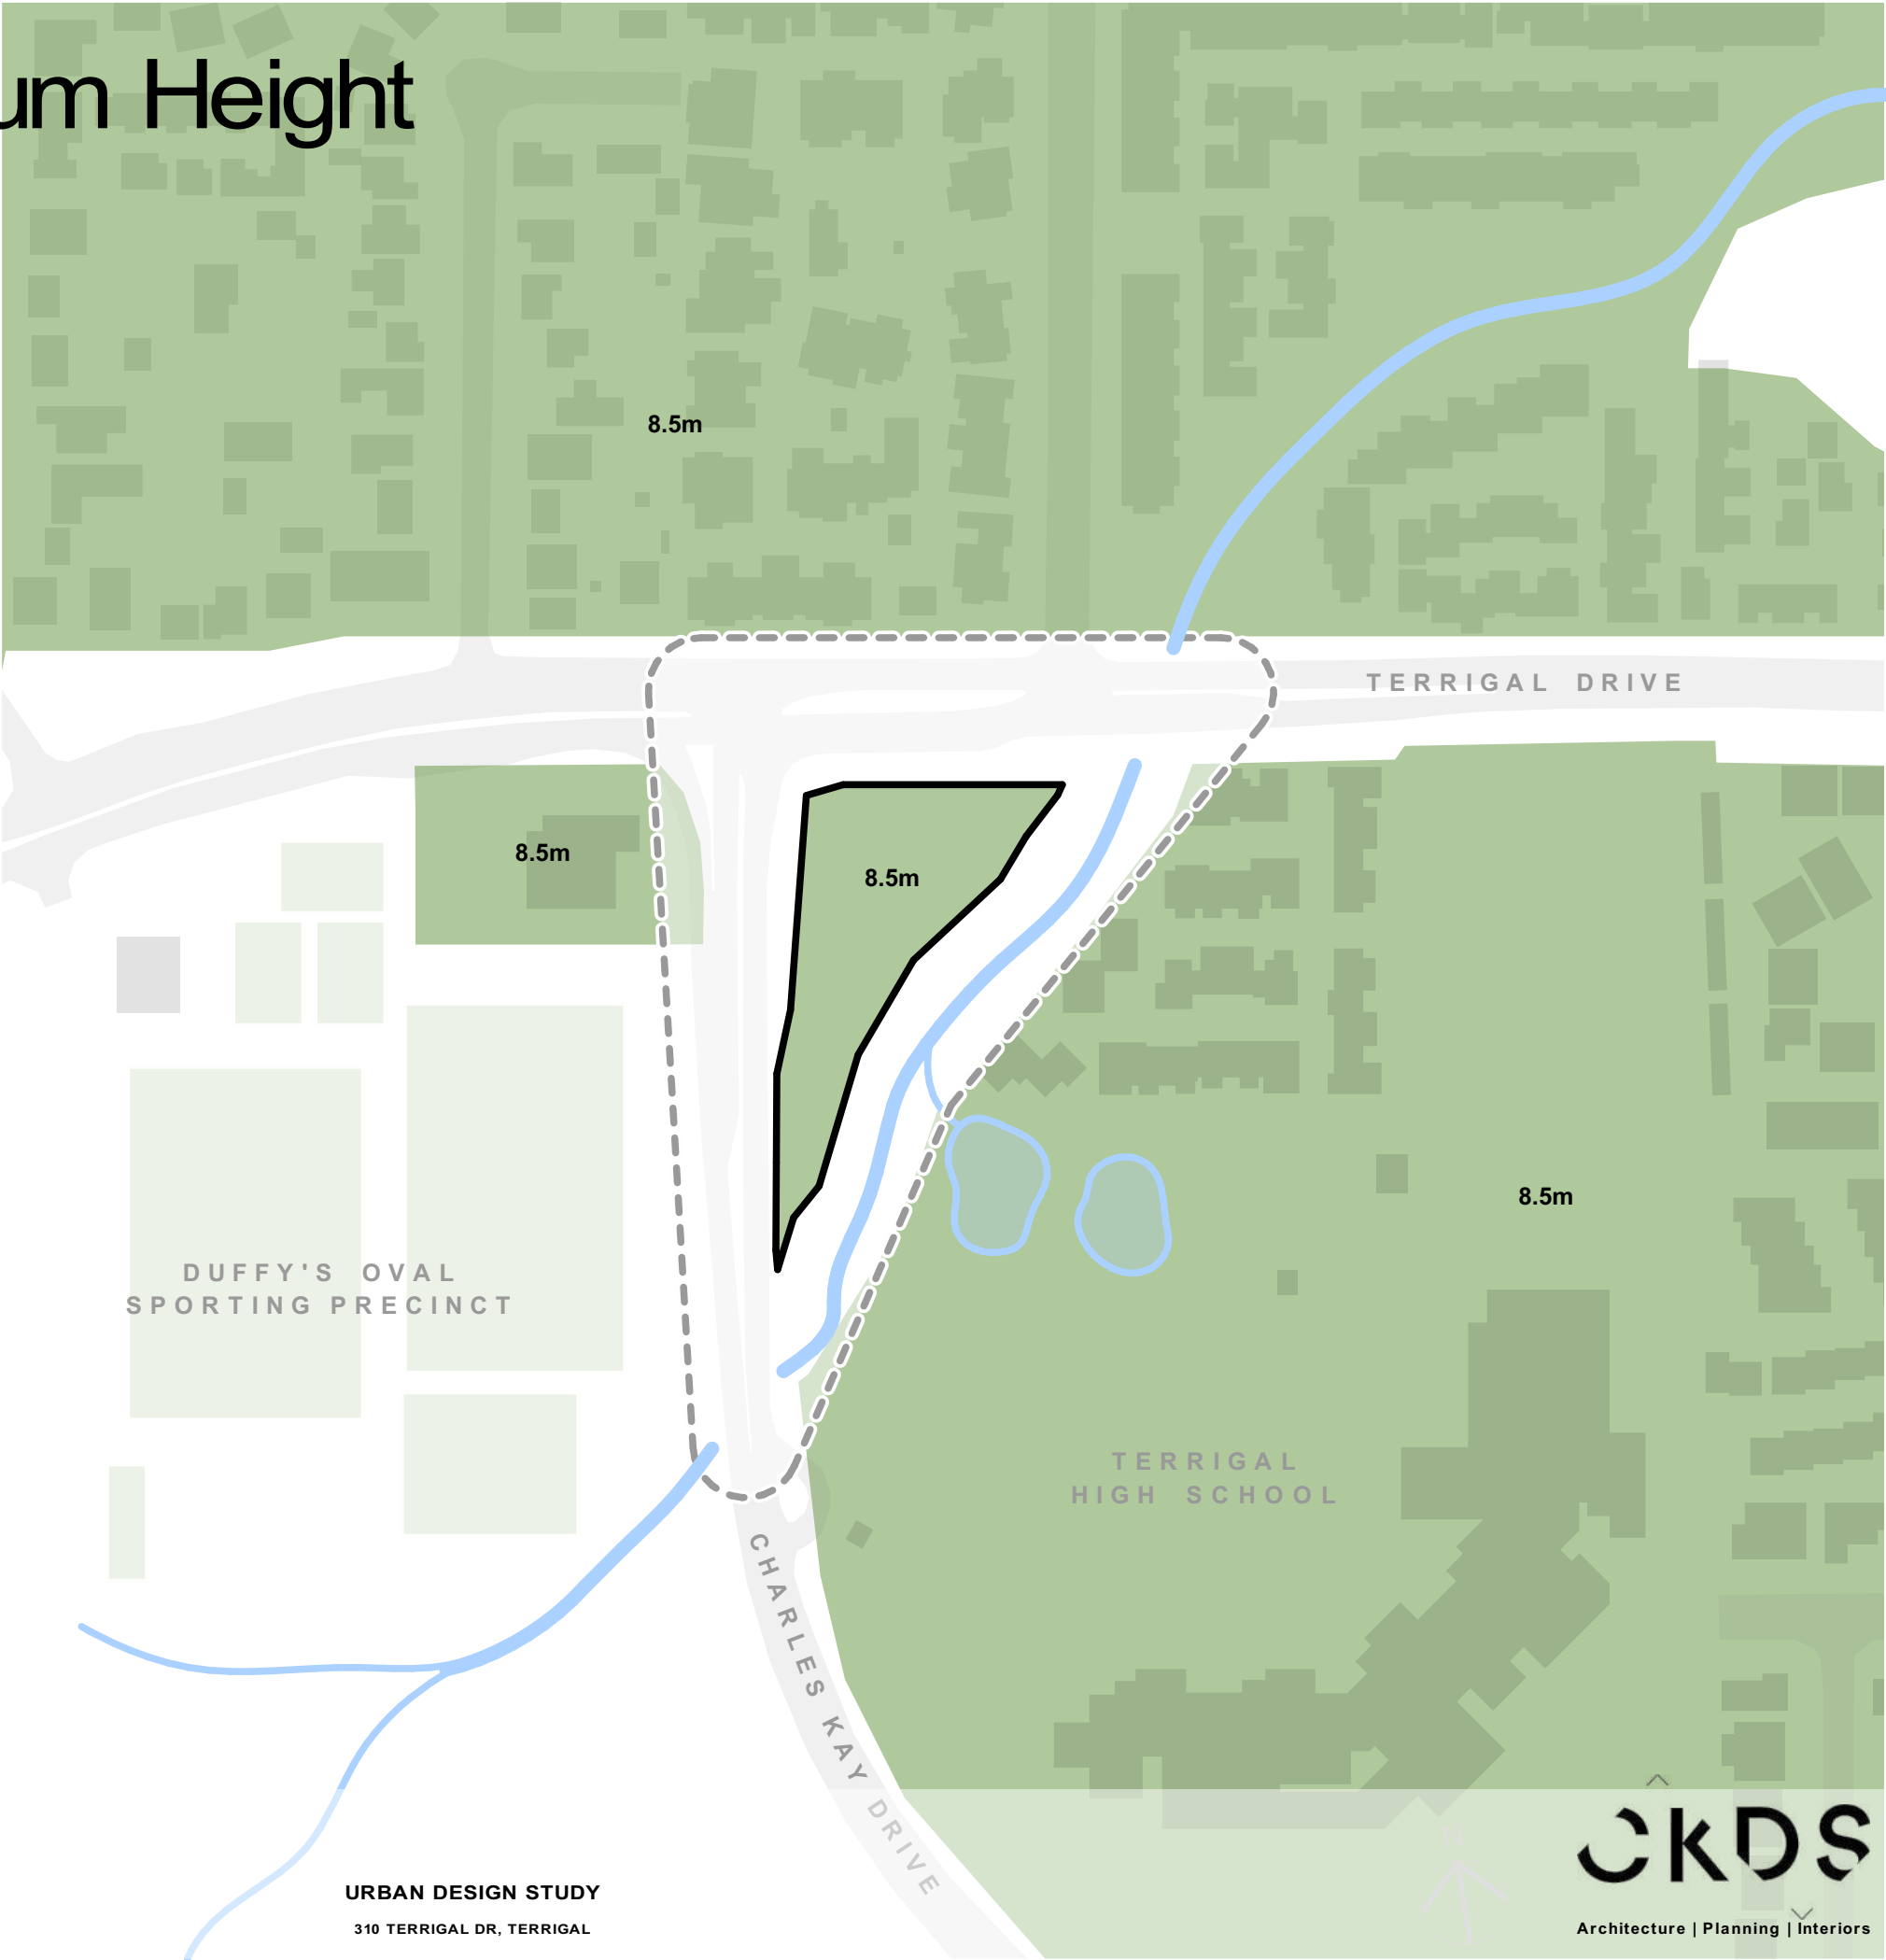 um Height
8.5m
TERRIGAL DRIVE
8.5m
8.5m
8.5m
DUFFY'S OVAL
SPORTING PRECINCT
TERRIGAL
HIGH SCHOOL
CHARLES KAY DRIVE
URBAN DESIGN STUDY
310 TERRIGAL DR, TERRIGAL
CKDS
Architecture | Planning | Interiors